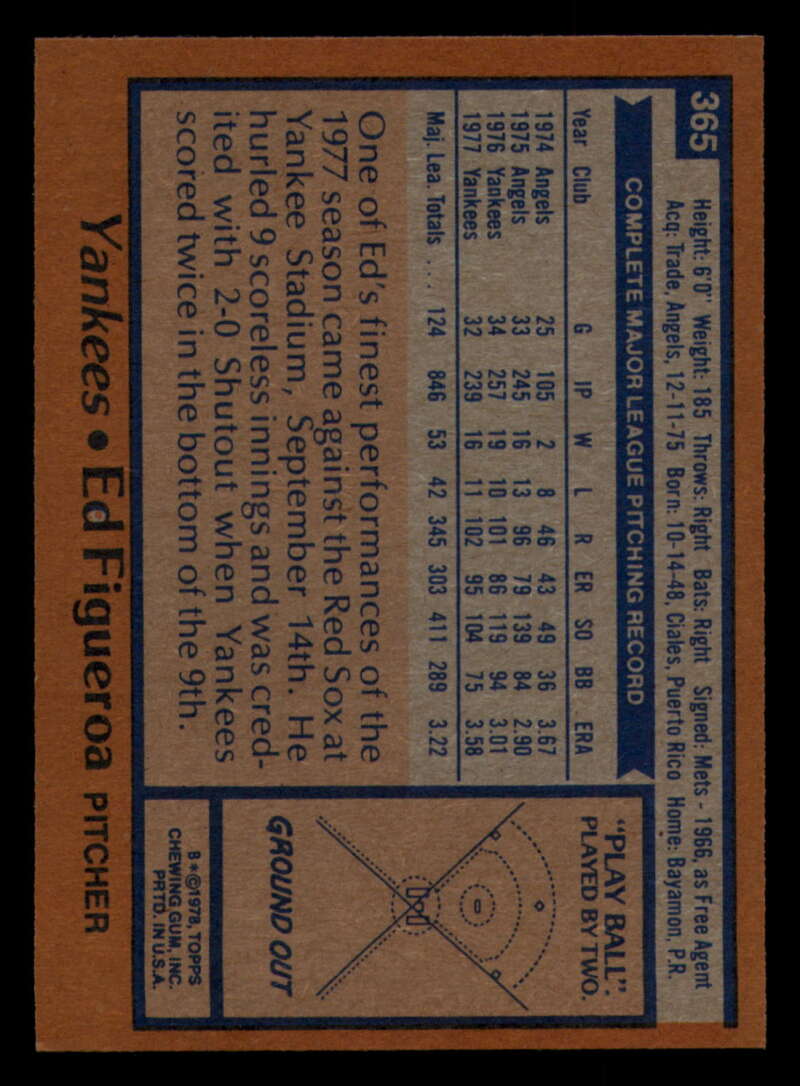 365
Height: 6'0" Weight: 185 Throws: Right Bats: Right Signed: Mets - 1966, as Free Agent
Acq: Trade, Angels, 12-11-75 Born: 10-14-48, Ciales, Puerto Rico Home: Bayamon, P.R.
COMPLETE MAJOR LEAGUE PITCHING RECORD
Year Club G IP W L R ER SO BB ERA
1974 Angels 25 105 2 8 46 43 49 36 3.67
1975 Angels 33 245 16 13 96 79 139 84 2.90
1976 Yankees 34 257 19 10 101 86 119 94 3.01
1977 Yankees 32 239 16 11 102 95 104 75 3.58
Maj. Lea. Totals . . . 124 846 53 42 345 303 411 289 3.22
One of Ed's finest performances of the
1977 season came against the Red Sox at
Yankee Stadium, September 14th. He
hurled 9 scoreless innings and was cred-
ited with 2-0 Shutout when Yankees
scored twice in the bottom of the 9th.
"PLAY BALL":
PLAYED BY TWO.
GROUND OUT
B*©1978, TOPPS
CHEWING GUM, INC.
PRTD. IN U.S.A.
Yankees • Ed Figueroa PITCHER